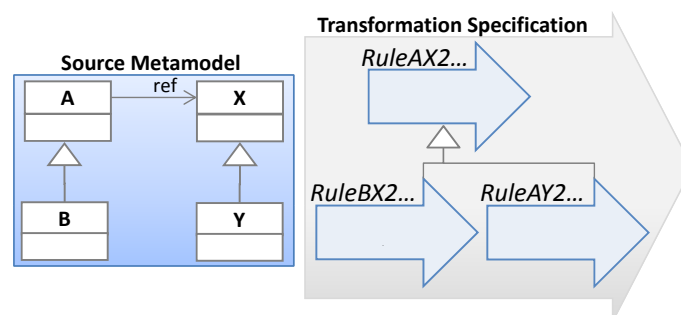 Transformation Specification
Source Metamodel
RuleAX2...
A
ref
X
B
Y
RuleBX2...
RuleAY2...